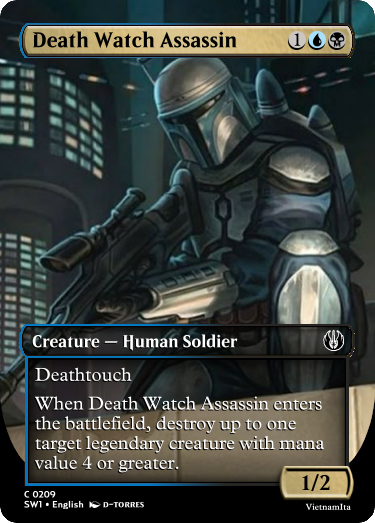 Death Watch Assassin 1
Creature — Human Soldier
Deathtouch
When Death Watch Assassin enters
the battlefield, destroy up to one
target legendary creature with mana
value 4 or greater.
1/2
C 0209
SW1 • English D-TORRES
VietnamIta